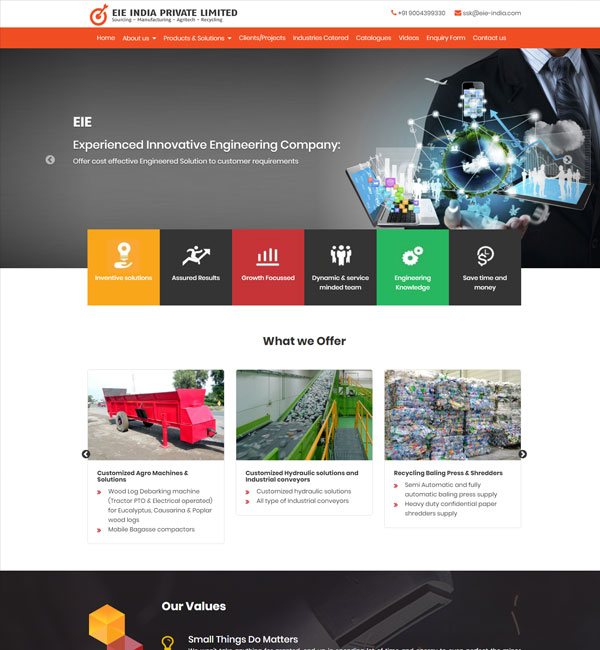 EIE INDIA PRIVATE LIMITED
Sourcing - Manufacturing - Agritech - Recycling
+91 9004399330
ssk@eie-india.com
Home About us Products & Solutions Clients/Projects Industries Catered Catalogues Videos Enquiry Form Contact us
EIE
Experienced Innovative Engineering Company:
Offer cost effective Engineered Solution to customer requirements
Inventive solutions
Assured Results
Growth Focussed
Dynamic & service
minded team
Engineering
Knowledge
Save time and
money
What we Offer
Customized Agro Machines &
Solutions
Wood Log Debarking machine
(Tractor PTO & Electrical operated)
for Eucalyptus, Causarina & Poplar
wood logs
Mobile Bagasse compactors
Customized Hydraulic solutions and
Industrial conveyors
Customized hydraulic solutions
All type of Industrial conveyors
Recycling Baling Press & Shredders
Semi Automatic and fully
automatic baling press supply
Heavy duty confidential paper
shredders supply
Our Values
Small Things Do Matters